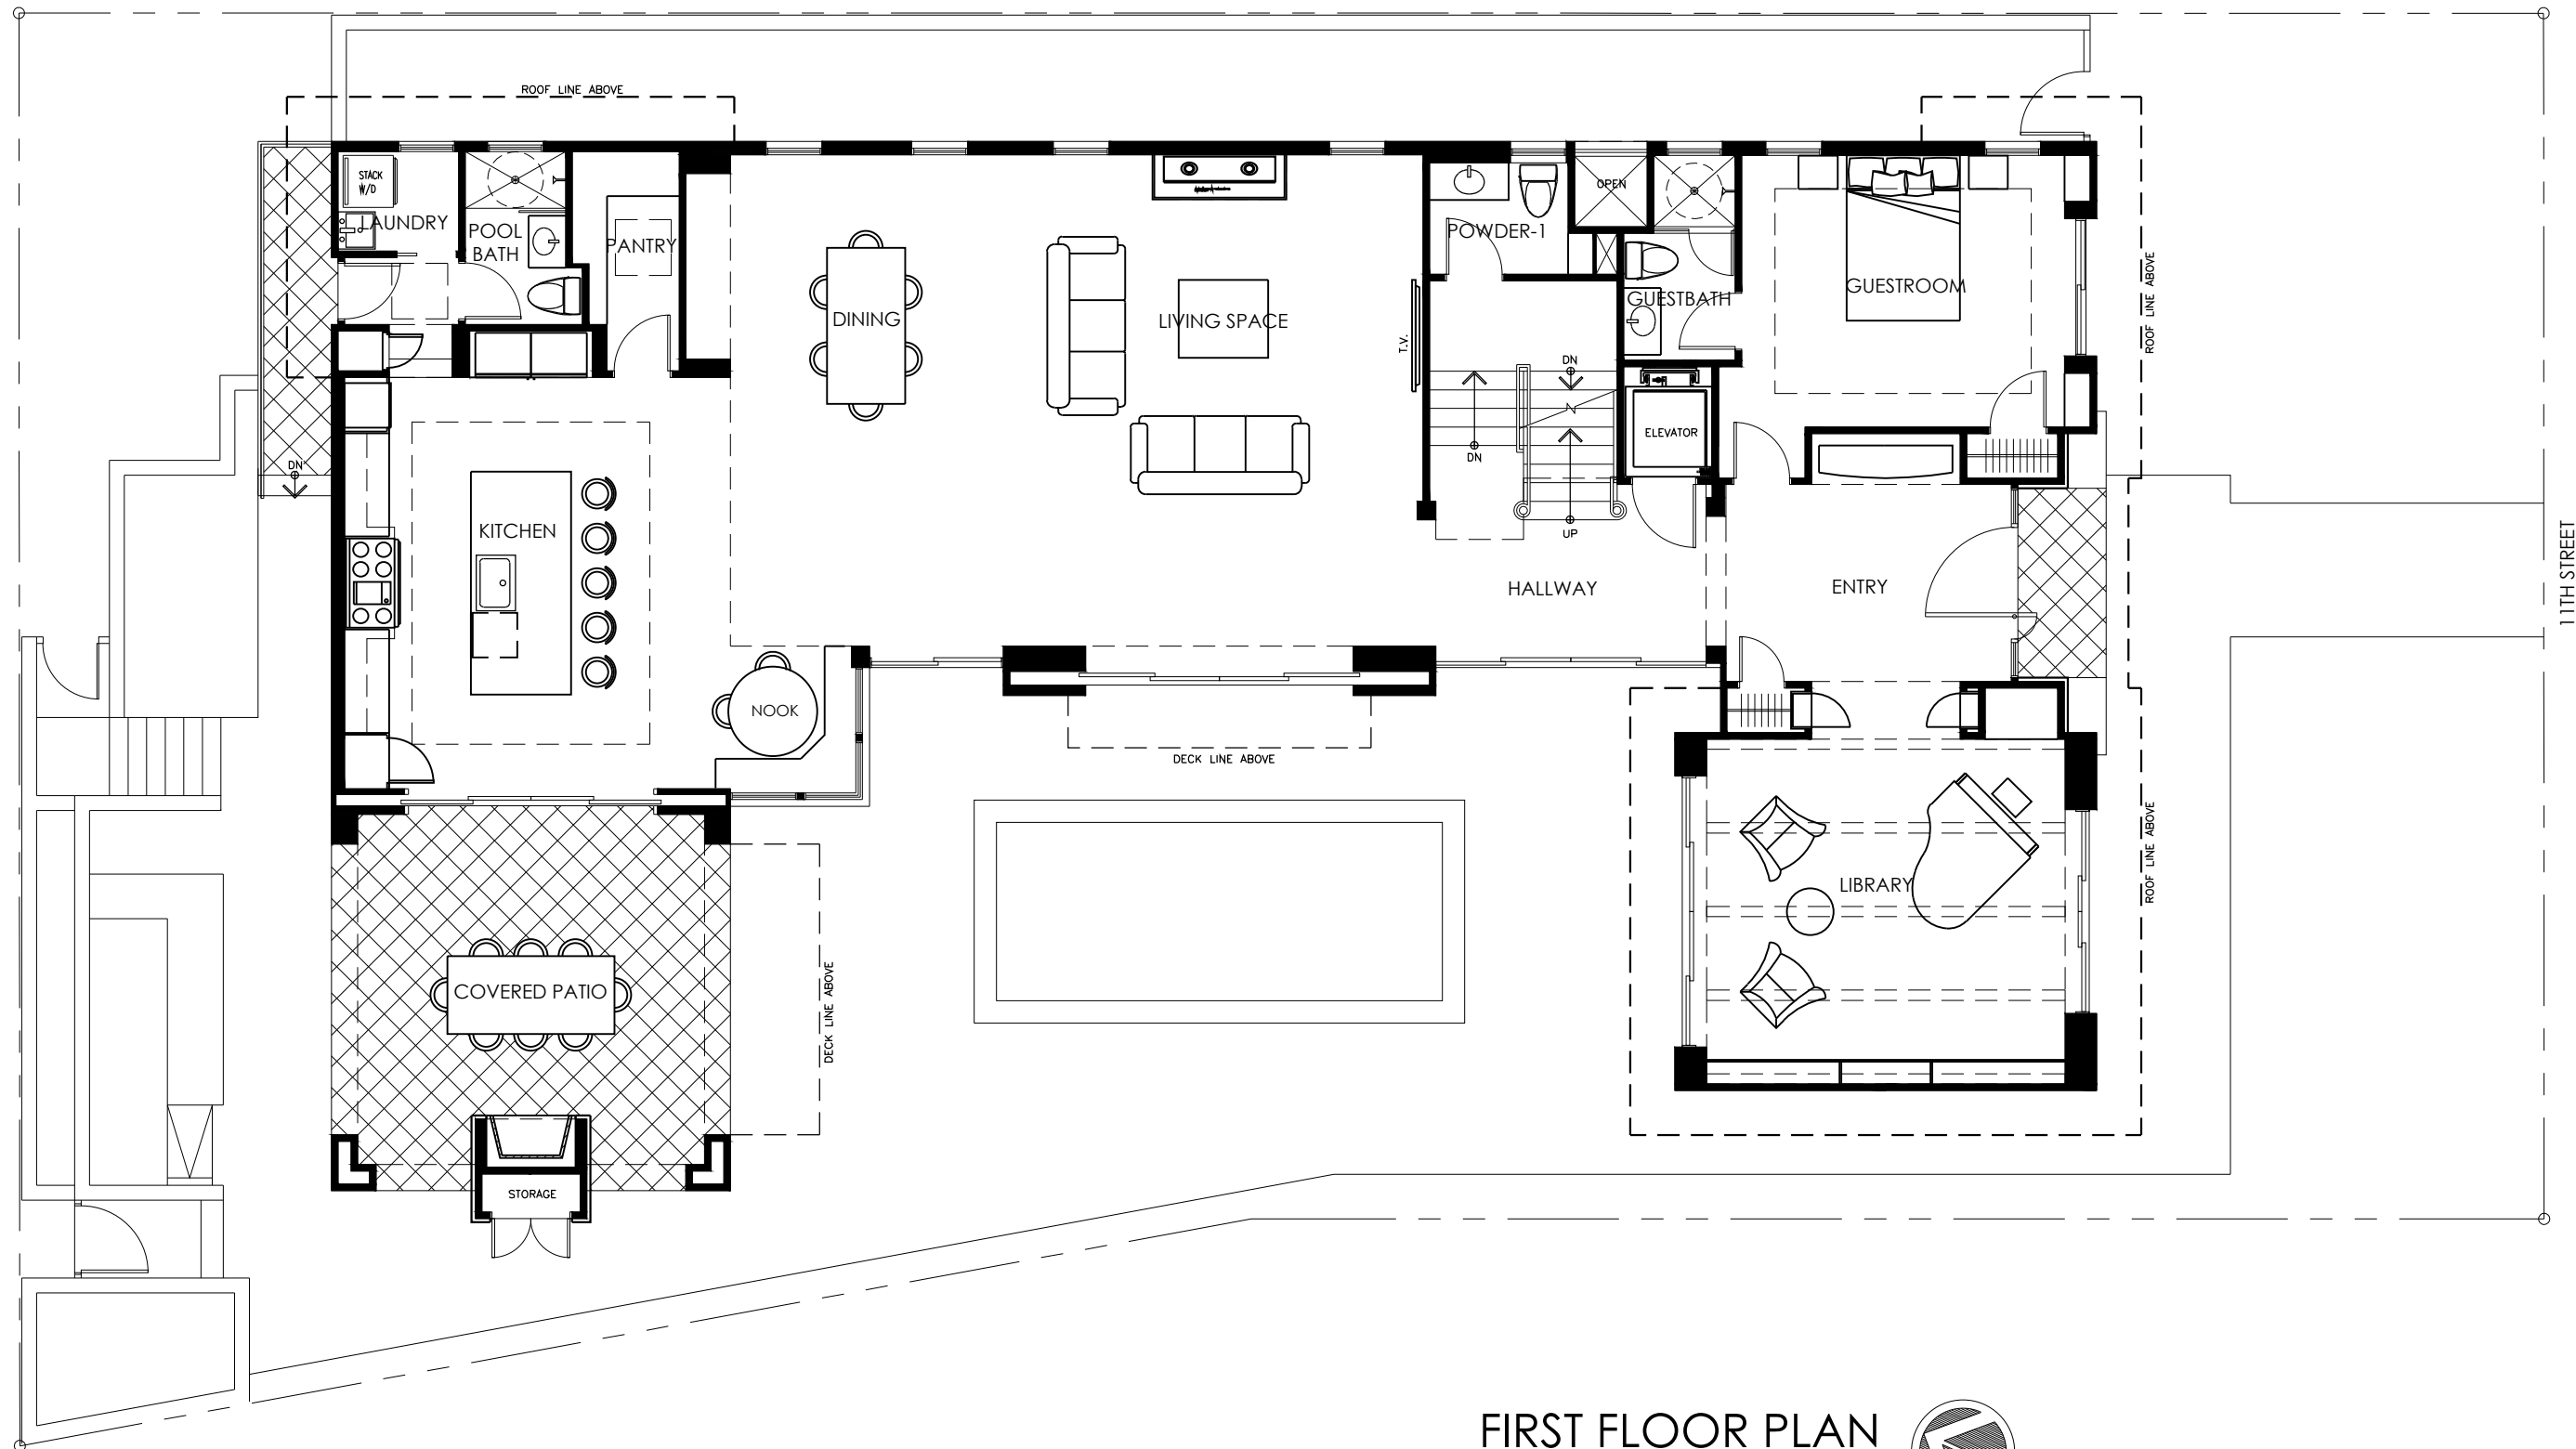 ROOF LINE ABOVE
STACK
W/D
LAUNDRY
POOL
BATH
PANTRY
OPEN
POWDER-1
GUESTBATH
GUESTROOM
ROOF LINE ABOVE
DINING
LIVING SPACE
T.V.
DN
DN
ELEVATOR
DN
UP
KITCHEN
HALLWAY
ENTRY
11TH STREET
NOOK
DECK LINE ABOVE
LIBRARY
ROOF LINE ABOVE
COVERED PATIO
DECK LINE ABOVE
STORAGE
FIRST FLOOR PLAN